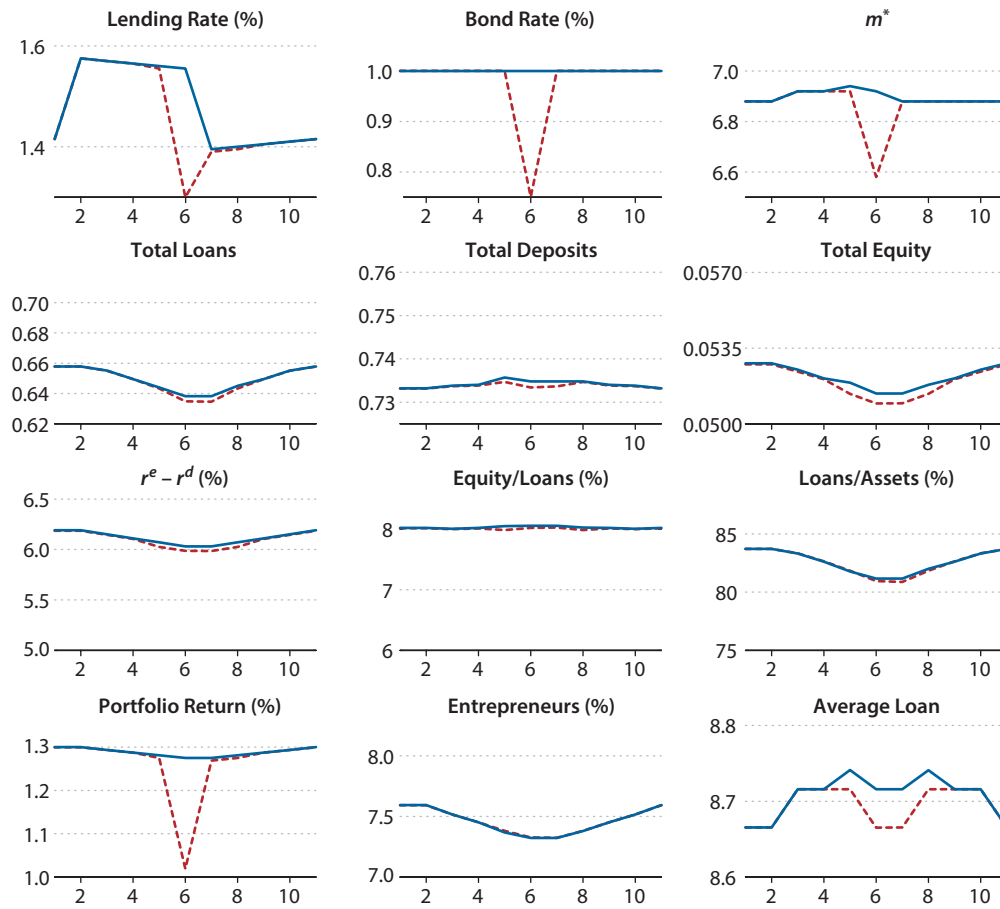 Lending Rate (%)
1.6
1.4
2 4 6 8 10
Bond Rate (%)
1.0
0.9
0.8
2 4 6 8 10
m*
7.0
6.8
6.6
2 4 6 8 10
Total Loans
0.70
0.68
0.66
0.64
0.62
2 4 6 8 10
Total Deposits
0.76
0.75
0.74
0.73
2 4 6 8 10
Total Equity
0.0570
0.0535
0.0500
2 4 6 8 10
r^e – r^d (%)
6.5
6.0
5.5
5.0
2 4 6 8 10
Equity/Loans (%)
8
7
6
2 4 6 8 10
Loans/Assets (%)
85
80
75
2 4 6 8 10
Portfolio Return (%)
1.3
1.2
1.1
1.0
2 4 6 8 10
Entrepreneurs (%)
8.0
7.5
7.0
2 4 6 8 10
Average Loan
8.8
8.7
8.6
2 4 6 8 10